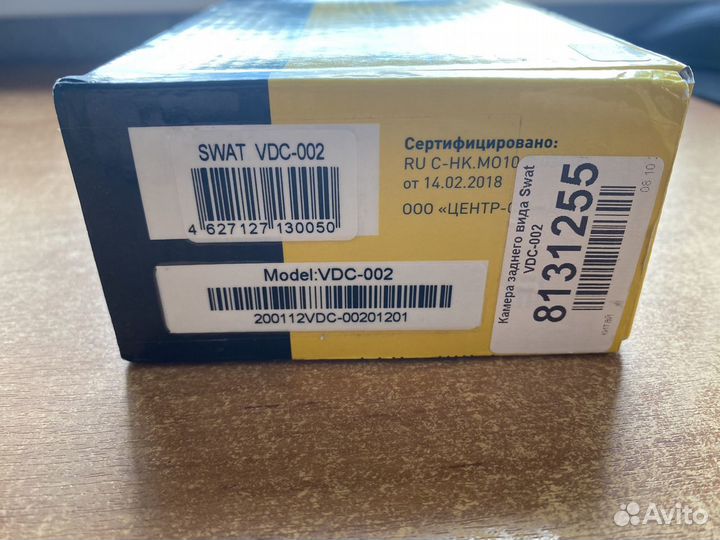 SWAT VDC-002
4 627127 130050
Model:VDC-002
200112VDC-00201201
Сертифицировано:
RU C-HK.MO10
от 14.02.2018
ООО «ЦЕНТР-
Камера заднего вида Swat
VDC-002
8131255
08 10
КИТАЙ
Avito